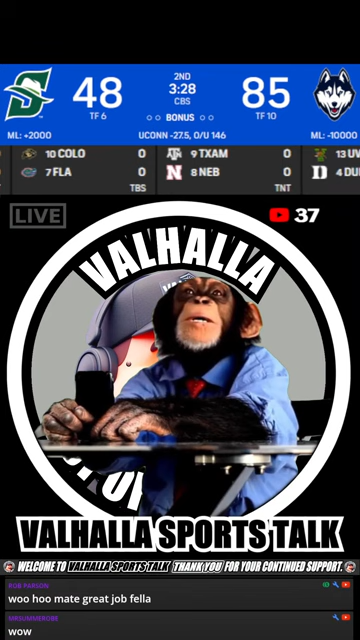 S
48
TF 6
2ND
3:28
CBS
BONUS
85
TF 10
ML: +2000
UCONN -27.5, O/U 146
ML: -10000
10 COLO 0
7 FLA 0
TBS
9 TXAM 0
8 NEB 0
TNT
13 UV
4 DU
D
N
ATM
LIVE
37
VALHALLA
VALHALLA SPORTS TALK
WELCOME TO VALHALLA SPORTS TALK THANK YOU FOR YOUR CONTINUED SUPPORT.
ROB PARSON
woo hoo mate great job fella
MRSUMMEROBE
wow